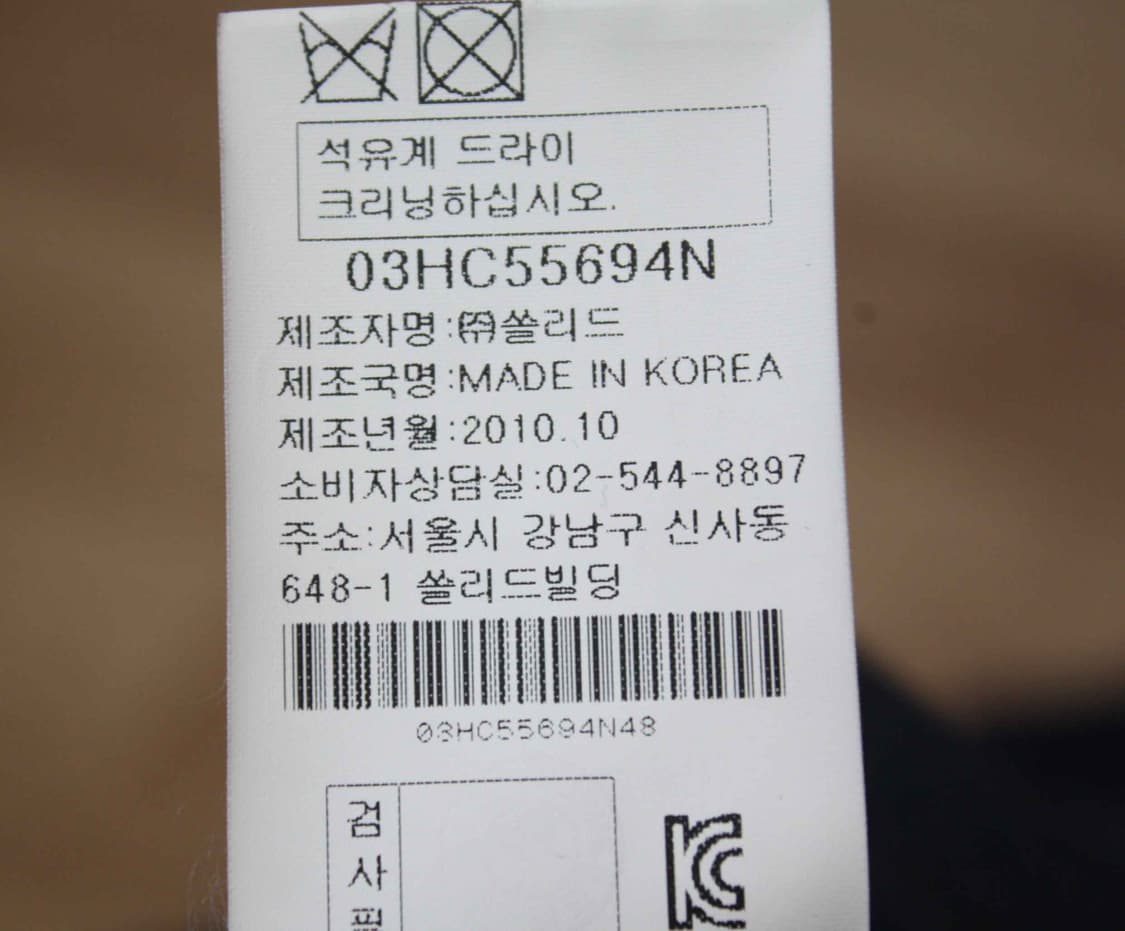 석유계 드라이
크리닝하십시오.
03HC55694N
제조자명:㈜쏠리드
제조국명:MADE IN KOREA
제조년월:2010.10
소비자상담실:02-544-8897
주소:서울시 강남구 신사동
648-1 쏠리드빌딩
03HC55694N48
검
사
필
KC